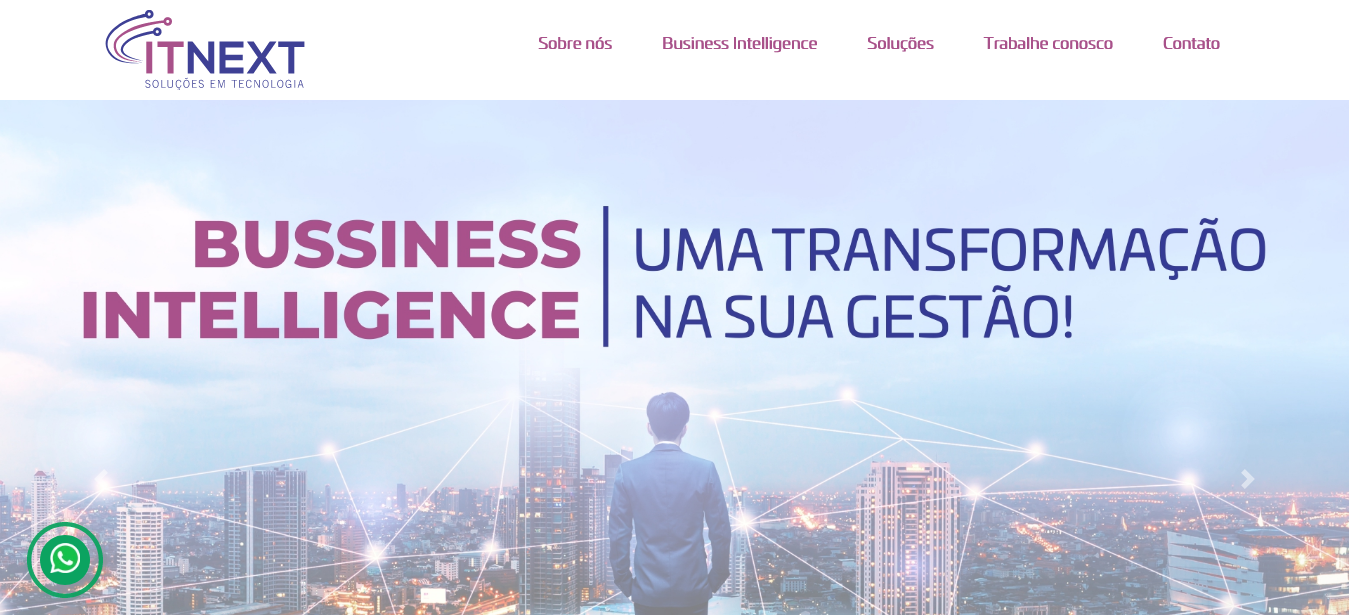 ITNEXT
SOLUÇÕES EM TECNOLOGIA
Sobre nós
Business Intelligence
Soluções
Trabalhe conosco
Contato
BUSSINESS
INTELLIGENCE
UMA TRANSFORMAÇÃO
NA SUA GESTÃO!